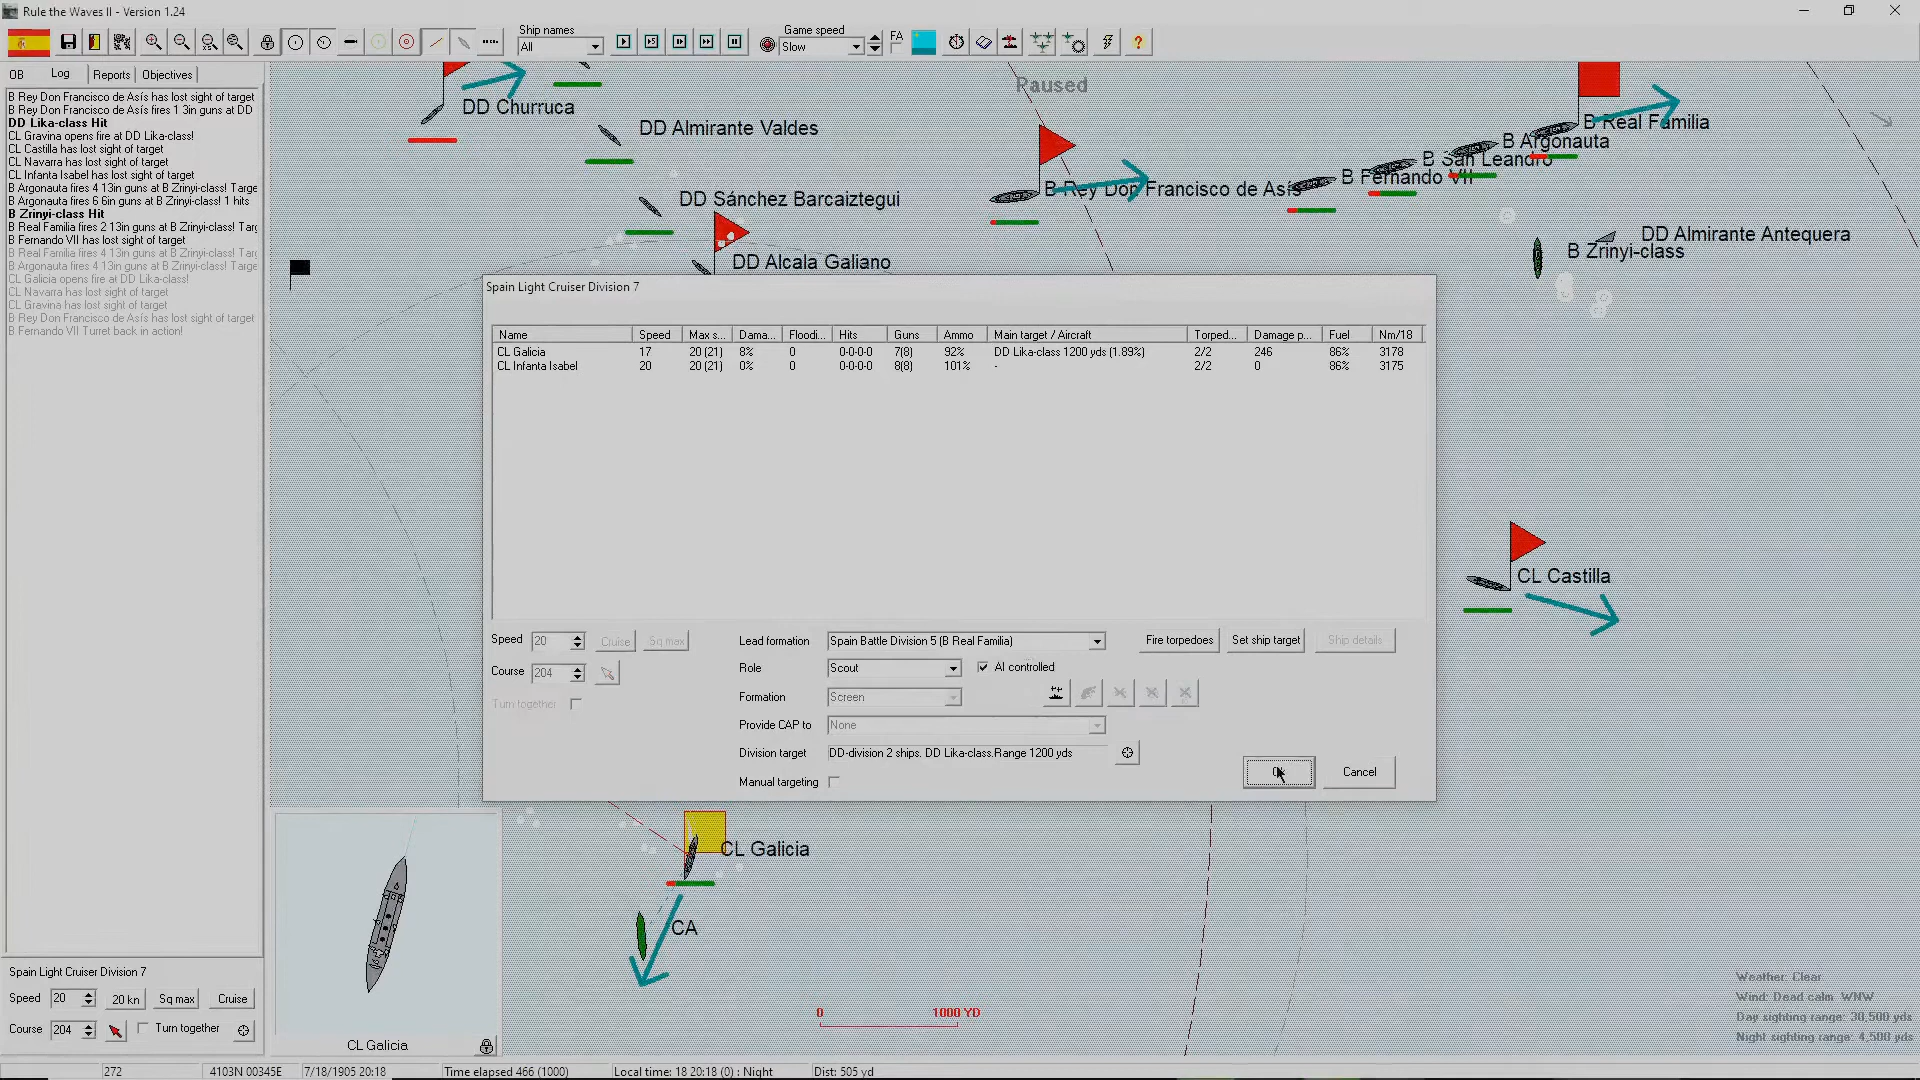 Rule the Waves II - Version 1.24
Ship names
All
Game speed
Slow
FA
OB
Log
Reports
Objectives
B Rey Don Francisco de Asís has lost sight of target
B Rey Don Francisco de Asís fires 1 3in guns at DD
DD Lika-class Hit
CL Gravina opens fire at DD Lika-class!
CL Castilla has lost sight of target
CL Navarra has lost sight of target
CL Infanta Isabel has lost sight of target
B Argonauta fires 4 13in guns at B Zrinyi-class! Targe
B Argonauta fires 6 6in guns at B Zrinyi-class! 1 hits
B Zrinyi-class Hit
B Real Familia fires 2 13in guns at B Zrinyi-class! Targ
B Fernando VII has lost sight of target
B Real Familia fires 4 13in guns at B Zrinyi-class! Targ
B Argonauta fires 4 13in guns at B Zrinyi-class! Targe
CL Galicia opens fire at DD Lika-class!
CL Navarra has lost sight of target
CL Gravina has lost sight of target
B Rey Don Francisco de Asís has lost sight of target
B Fernando VII Turret back in action!
Paused
DD Churruca
DD Almirante Valdes
DD Sánchez Barcaiztegui
DD Alcala Galiano
B Rey Don Francisco de Asís
B Fernando VII
B San Leandro
B Argonauta
B Real Familia
DD Almirante Antequera
B Zrinyi-class
CL Castilla
Spain Light Cruiser Division 7
Name Speed Max s... Dama... Floodi... Hits Guns Ammo Main target / Aircraft Torped... Damage p... Fuel Nm/18
CL Galicia 17 20 (21) 8% 0 0-0-0-0 7(8) 92% DD Lika-class 1200 yds (1.89%) 2/2 246 86% 3178
CL Infanta Isabel 20 20 (21) 0% 0 0-0-0-0 8(8) 101% - 2/2 0 86% 3175
Speed 20 Cruise Sq max
Course 204
Turn together
Lead formation Spain Battle Division 5 (B Real Familia)
Role Scout AI controlled
Formation Screen
Provide CAP to None
Division target DD-division 2 ships. DD Lika-class.Range 1200 yds
Manual targeting
Fire torpedoes Set ship target Ship details
Cancel
CL Galicia
CA
0 1000 YD
Weather: Clear
Wind: Dead calm WNW
Day sighting range: 30,500 yds
Night sighting range: 4,500 yds
Spain Light Cruiser Division 7
Speed 20 20 kn Sq max Cruise
Course 204 Turn together
CL Galicia
272 4103N 00345E 7/18/1905 20:18 Time elapsed 466 (1000) Local time: 18 20:18 (0) : Night Dist: 505 yd